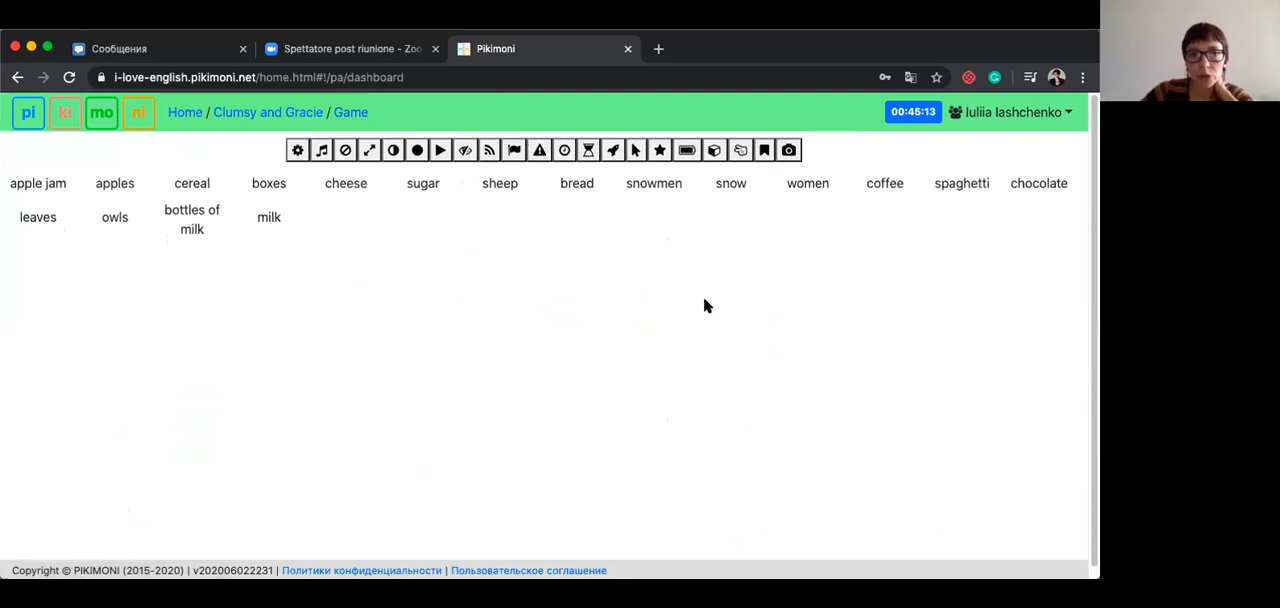 Сообщения
Spettatore post riunione - Zoo
Pikimoni
i-love-english.pikimoni.net/home.html#!/pa/dashboard
pi ki mo ni
Home / Clumsy and Gracie / Game
00:45:13
Iuliia Iashchenko
apple jam apples cereal boxes cheese sugar sheep bread snowmen snow women coffee spaghetti chocolate
leaves owls bottles of milk milk
Copyright © PIKIMONI (2015-2020) | v202006022231 | Политики конфиденциальности | Пользовательское соглашение